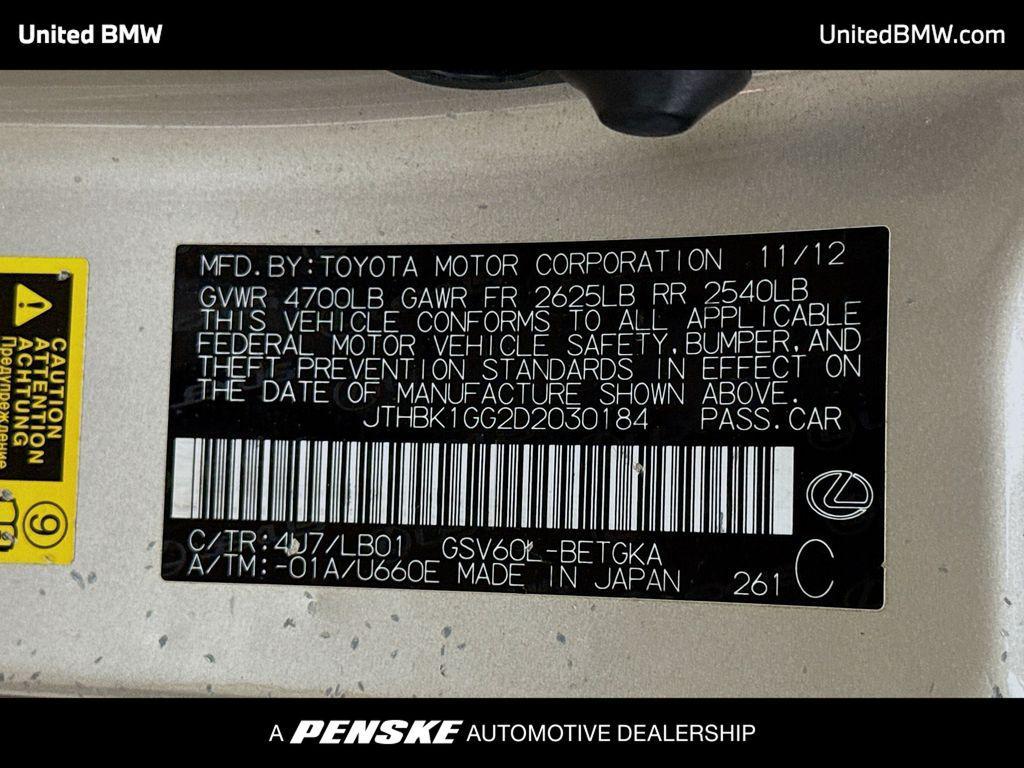 United BMW
UnitedBMW.com
MFD. BY: TOYOTA MOTOR CORPORATION 11/12
GVWR 4700LB GAWR FR 2625LB RR 2540LB
THIS VEHICLE CONFORMS TO ALL APPLICABLE
FEDERAL MOTOR VEHICLE SAFETY, BUMPER, AND
THEFT PREVENTION STANDARDS IN EFFECT ON
THE DATE OF MANUFACTURE SHOWN ABOVE.
JTHBK1GG2D2030184 PASS. CAR
C/TR: 4U7/LB01 GSV60L-BETGKA
A/TM: -01A/U660E MADE IN JAPAN 261 C
CAUTION
ATTENTION
ACHTUNG
Предупреждение
9
A PENSKE AUTOMOTIVE DEALERSHIP